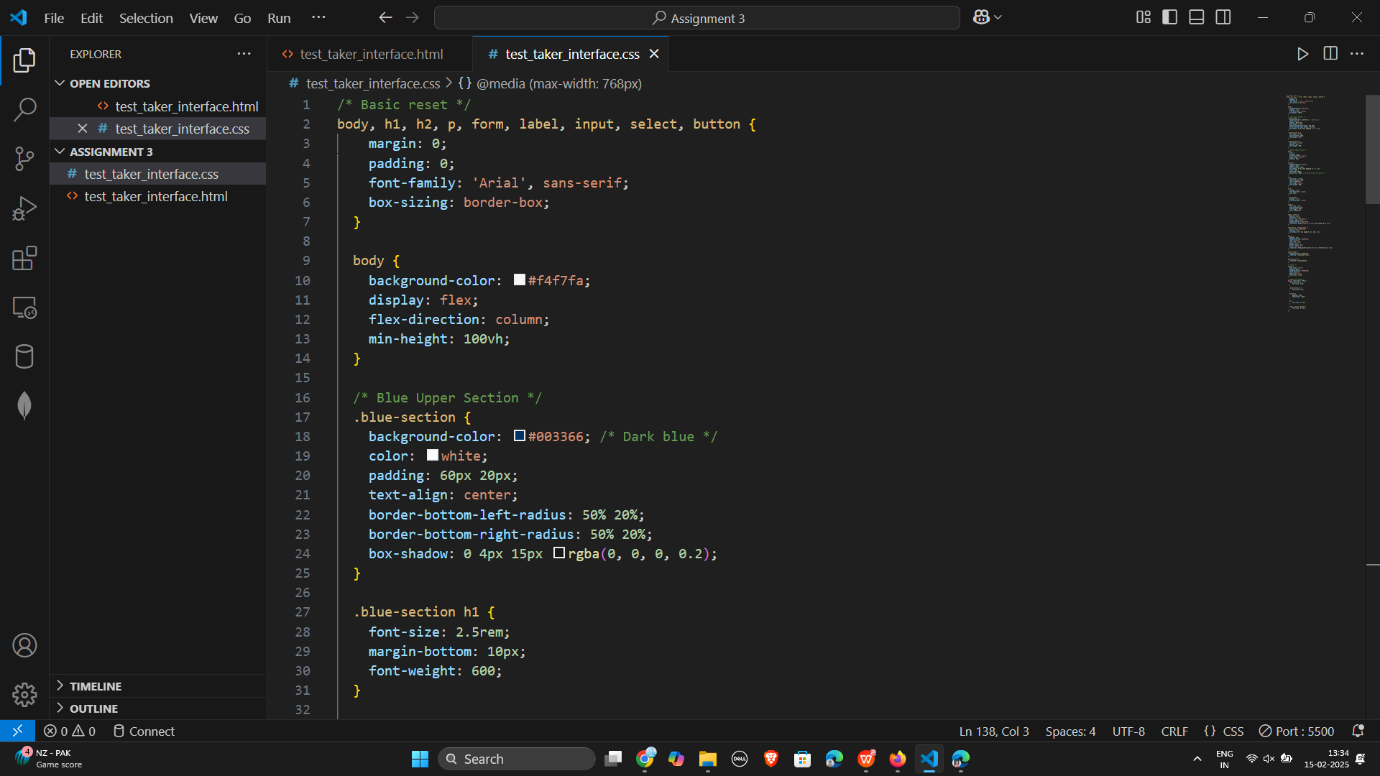 File Edit Selection View Go Run ··· Assignment 3
EXPLORER ···
OPEN EDITORS
<> test_taker_interface.html
# test_taker_interface.css
ASSIGNMENT 3
# test_taker_interface.css
<> test_taker_interface.html
TIMELINE
OUTLINE
<> test_taker_interface.html # test_taker_interface.css
# test_taker_interface.css > {} @media (max-width: 768px)
1 /* Basic reset */
2 body, h1, h2, p, form, label, input, select, button {
3 margin: 0;
4 padding: 0;
5 font-family: 'Arial', sans-serif;
6 box-sizing: border-box;
7 }
8
9 body {
10 background-color: #f4f7fa;
11 display: flex;
12 flex-direction: column;
13 min-height: 100vh;
14 }
15
16 /* Blue Upper Section */
17 .blue-section {
18 background-color: #003366; /* Dark blue */
19 color: white;
20 padding: 60px 20px;
21 text-align: center;
22 border-bottom-left-radius: 50% 20%;
23 border-bottom-right-radius: 50% 20%;
24 box-shadow: 0 4px 15px rgba(0, 0, 0, 0.2);
25 }
26
27 .blue-section h1 {
28 font-size: 2.5rem;
29 margin-bottom: 10px;
30 font-weight: 600;
31 }
32
0 0 Connect Ln 138, Col 3 Spaces: 4 UTF-8 CRLF {} CSS Port : 5500
4 NZ - PAK
Game score
Search
DELL
ENG
IN
13:34
15-02-2025